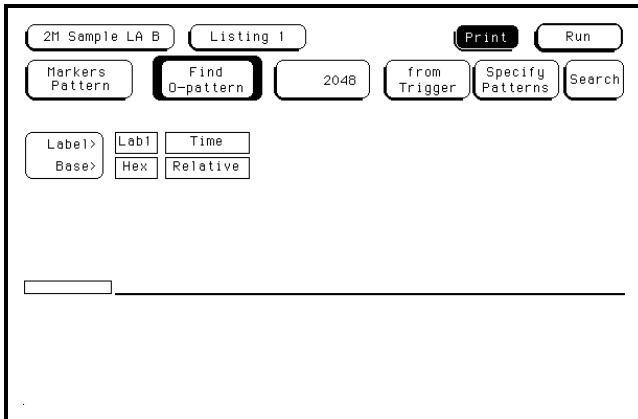 2M Sample LA B Listing 1 Print Run
Markers Pattern Find O-pattern 2048 from Trigger Specify Patterns Search
Label> Lab1 Time
Base> Hex Relative